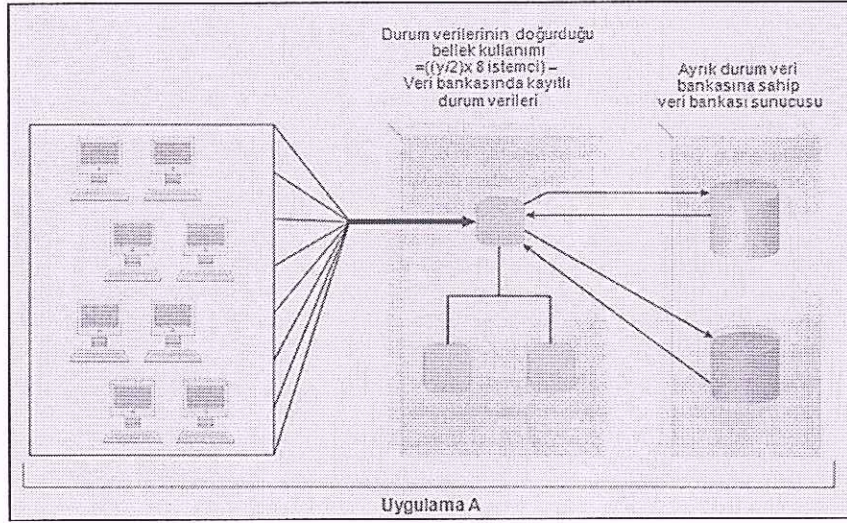 Durum verilerinin doğurduğu
bellek kullanımı
=((y/2)x 8 istemci) –
Veri bankasında kayıtlı
durum verileri
Ayrık durum veri
bankasına sahip
veri bankası sunucusu
Uygulama A